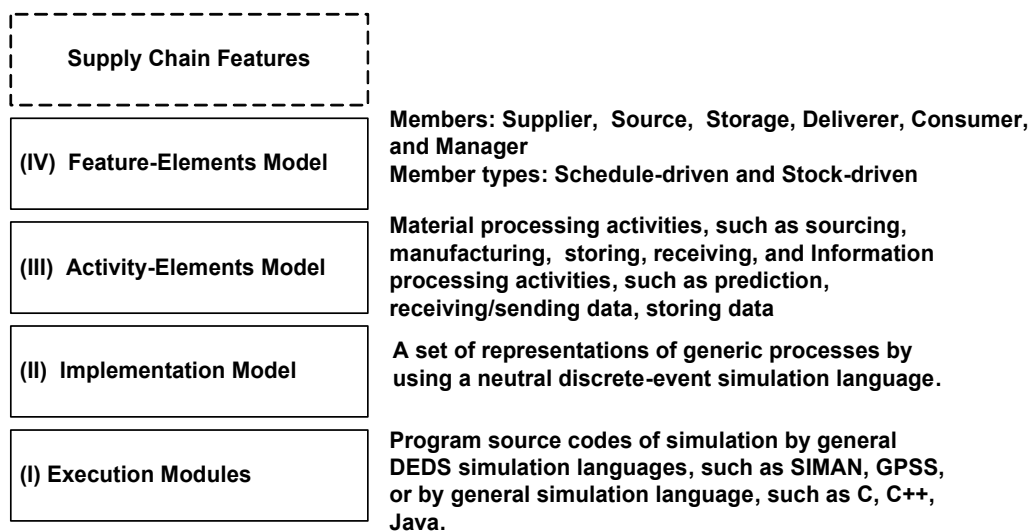 Supply Chain Features
(IV) Feature-Elements Model
Members: Supplier, Source, Storage, Deliverer, Consumer,
and Manager
Member types: Schedule-driven and Stock-driven
(III) Activity-Elements Model
Material processing activities, such as sourcing,
manufacturing, storing, receiving, and Information
processing activities, such as prediction,
receiving/sending data, storing data
(II) Implementation Model
A set of representations of generic processes by
using a neutral discrete-event simulation language.
(I) Execution Modules
Program source codes of simulation by general
DEDS simulation languages, such as SIMAN, GPSS,
or by general simulation language, such as C, C++,
Java.